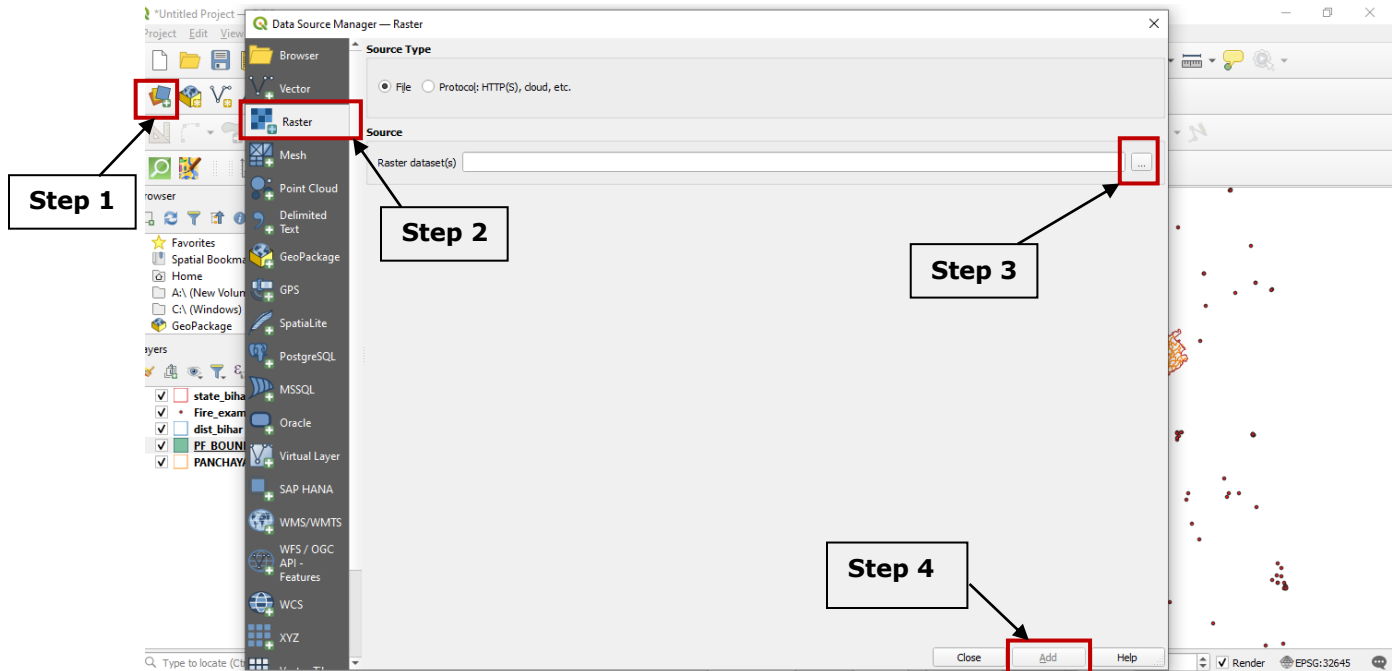 *Untitled Project —
Data Source Manager — Raster
Project Edit View
Browser
Vector
Raster
Mesh
Point Cloud
Delimited
Text
GeoPackage
GPS
SpatiaLite
PostgreSQL
MSSQL
Oracle
Virtual Layer
SAP HANA
WMS/WMTS
WFS / OGC
API -
Features
WCS
XYZ
Source Type
File Protocol: HTTP(S), cloud, etc.
Source
Raster dataset(s)
...
Step 1
Step 2
Step 3
Step 4
rowser
Favorites
Spatial Bookma
Home
A:\ (New Volun
C:\ (Windows)
GeoPackage
ayers
state_biha
Fire_exam
dist_bihar
PF_BOUN
PANCHAYA
Close Add Help
Type to locate (Ct
Render EPSG:32645